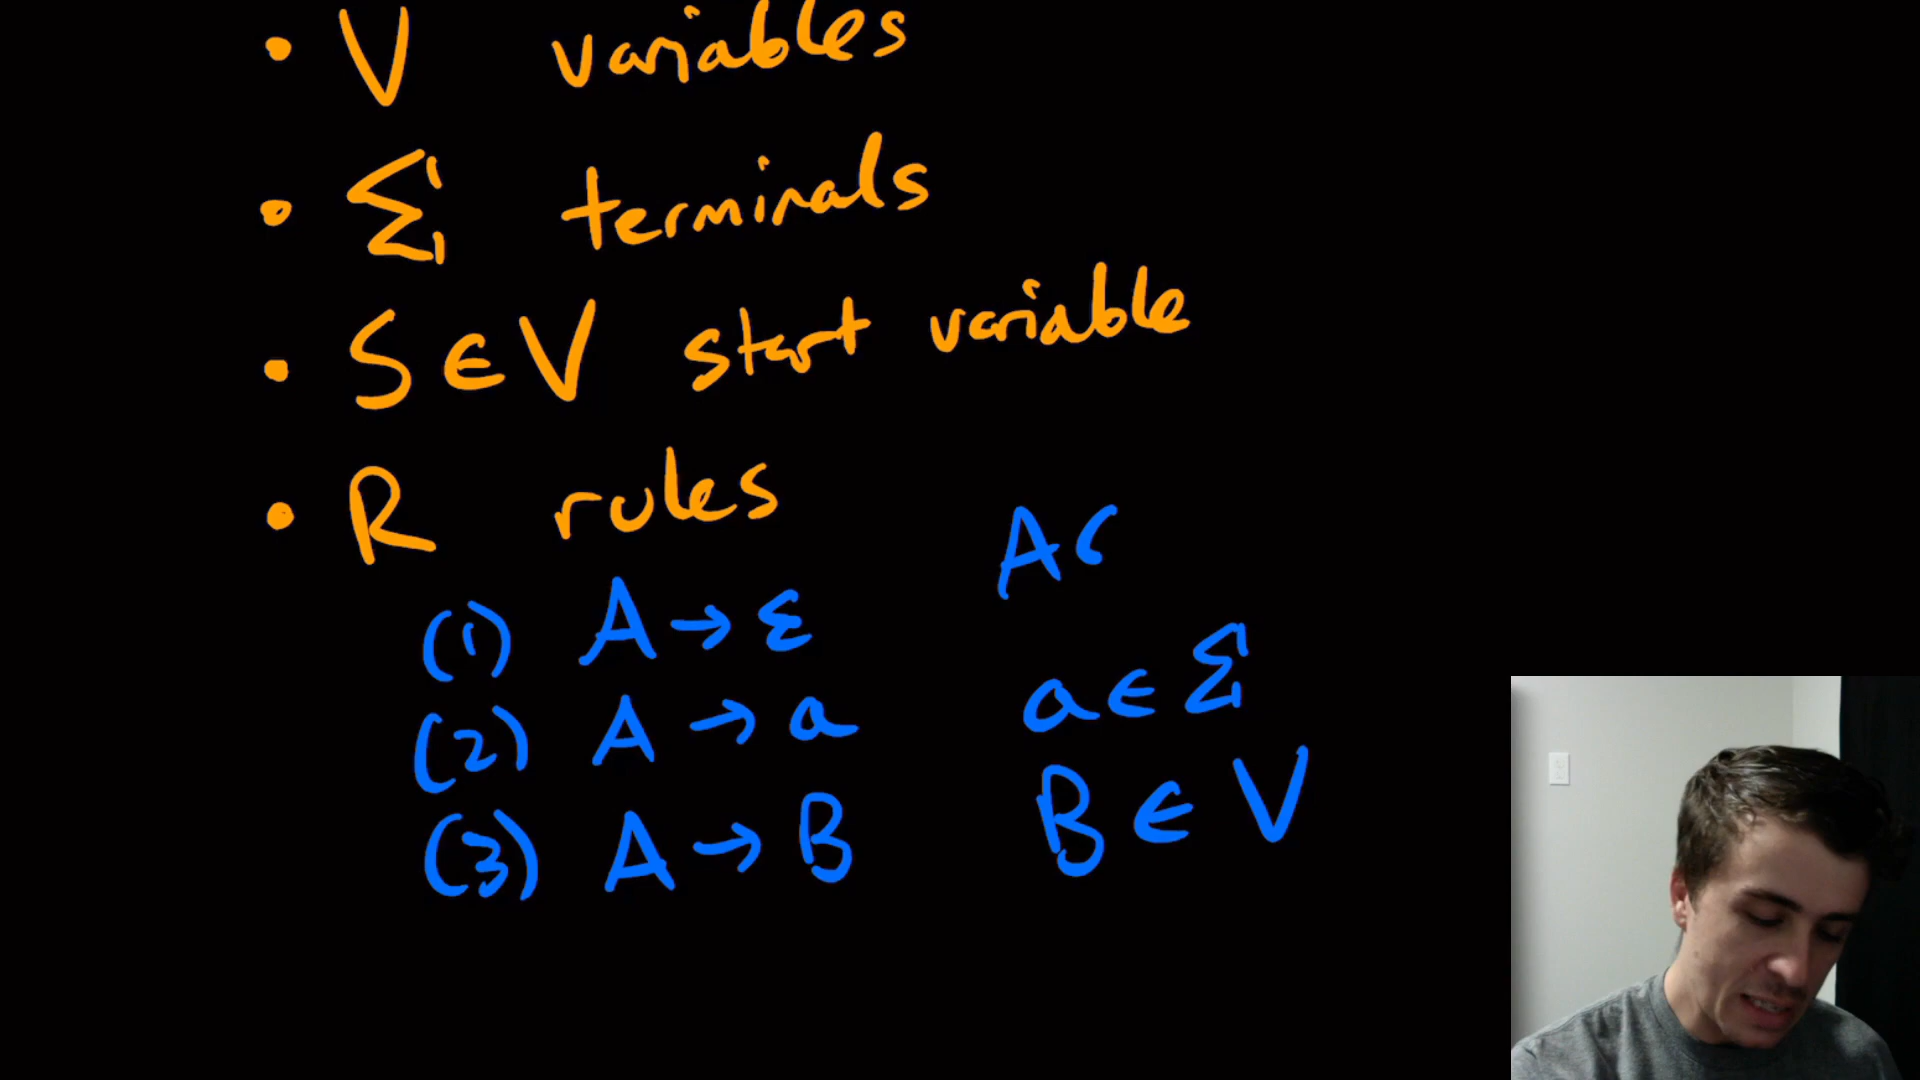 • V variables
• Σ terminals
• S ∈ V start variable
• R rules
(1) A → ε
A (
(2) A → a
a ∈ Σ
(3) A → B
B ∈ V